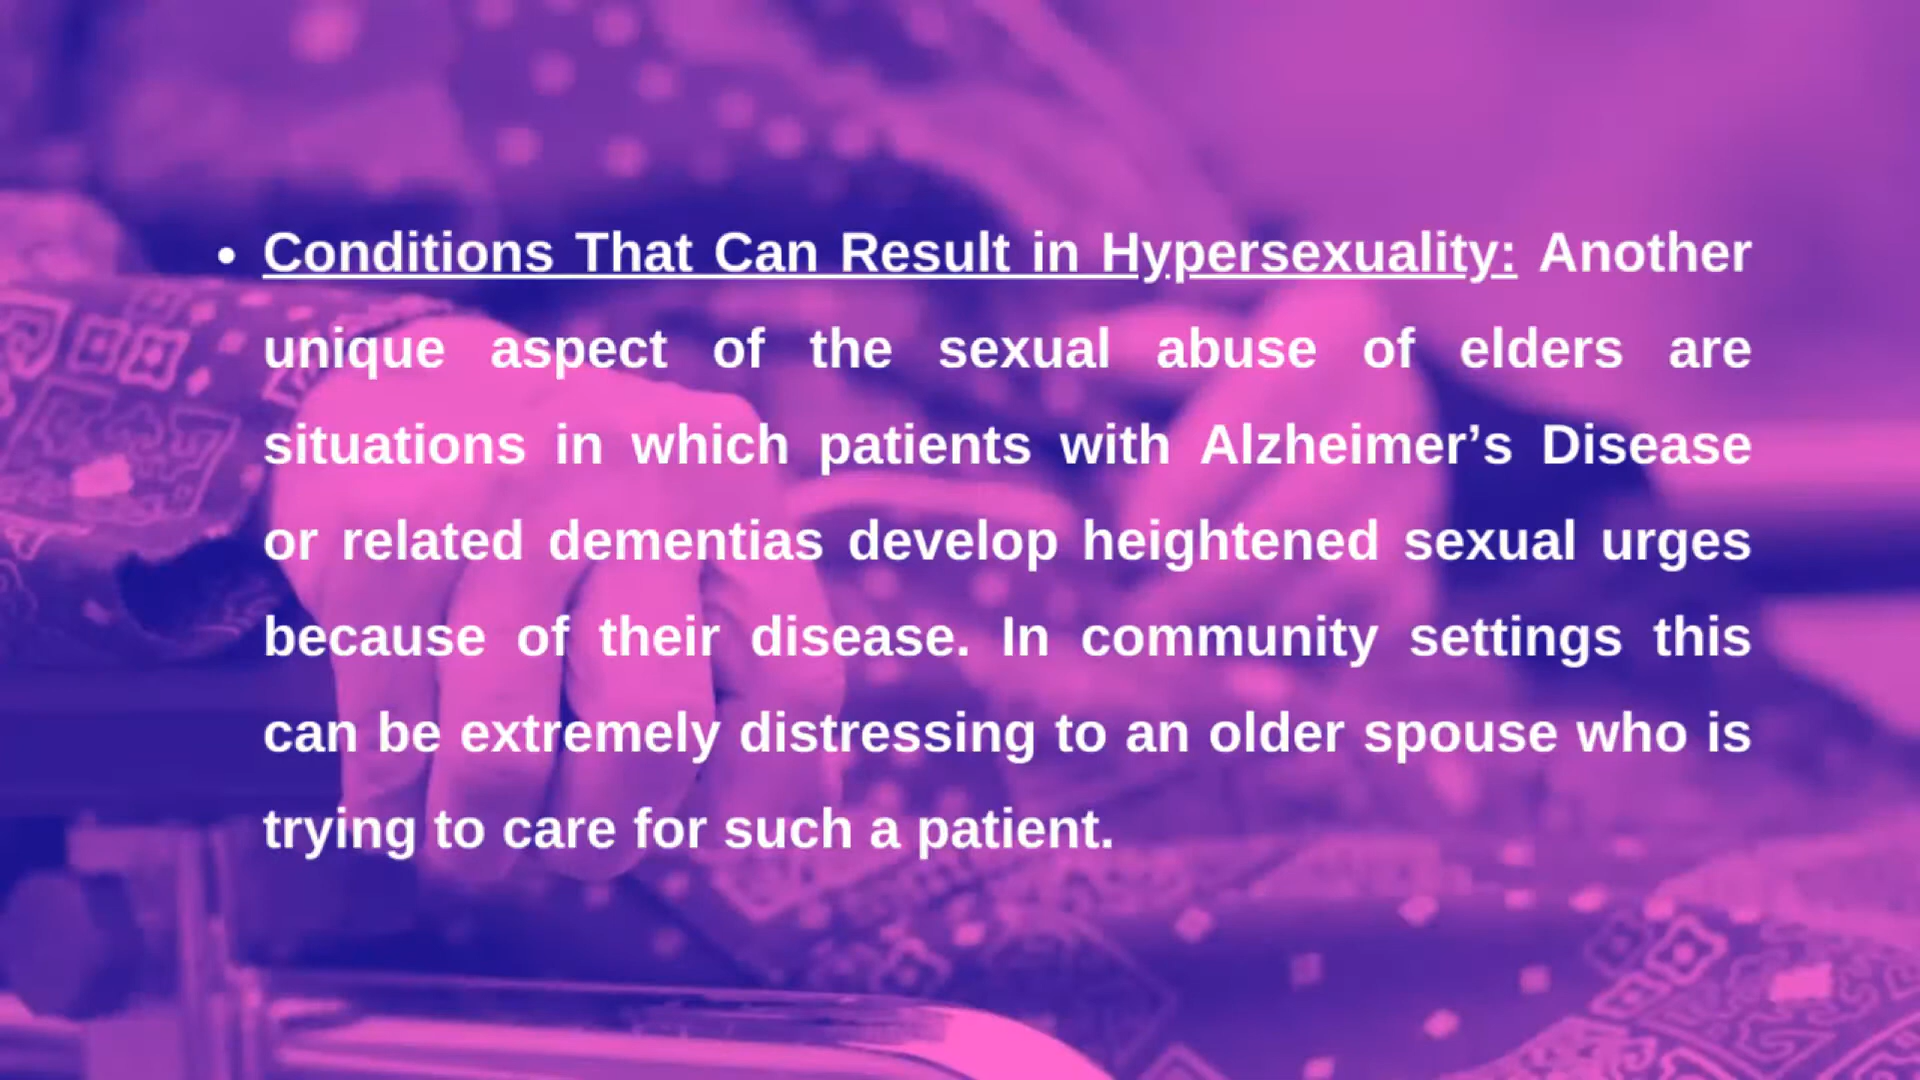 • Conditions That Can Result in Hypersexuality: Another
unique aspect of the sexual abuse of elders are
situations in which patients with Alzheimer’s Disease
or related dementias develop heightened sexual urges
because of their disease. In community settings this
can be extremely distressing to an older spouse who is
trying to care for such a patient.